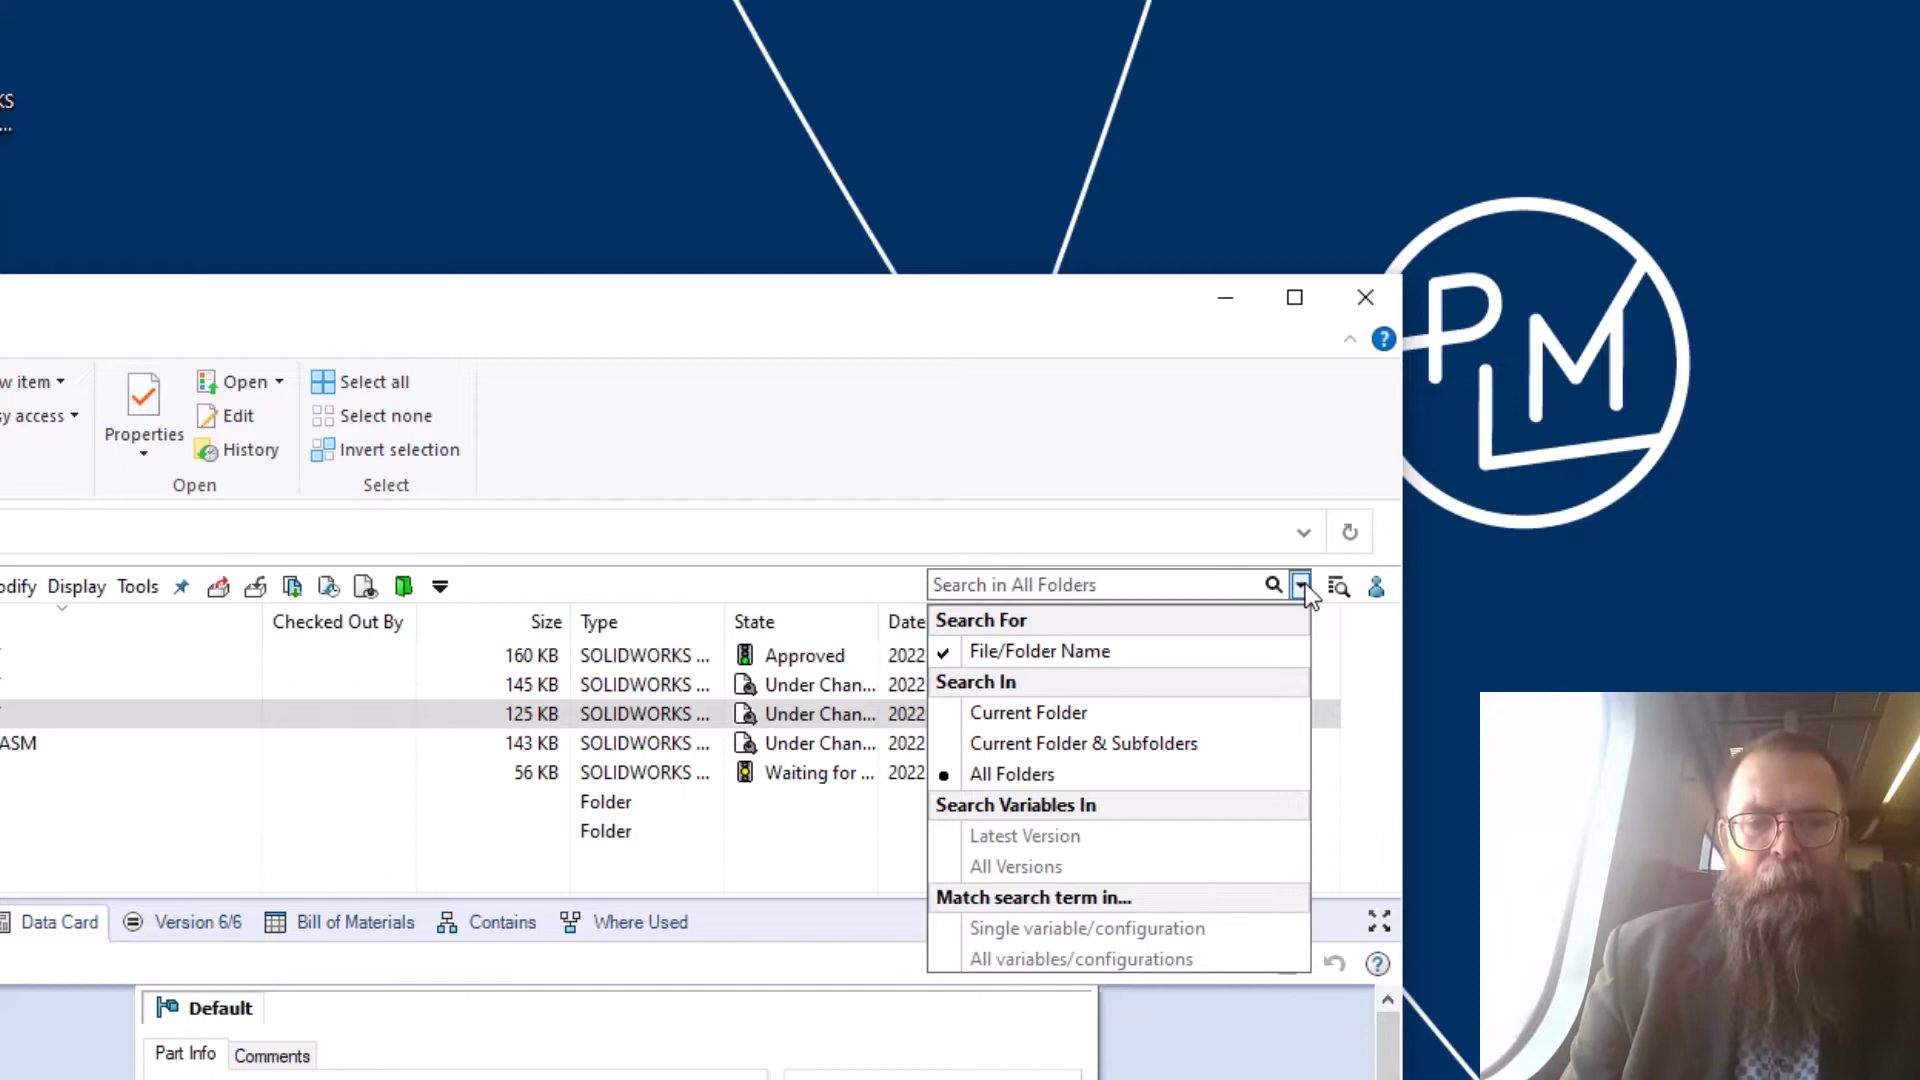 KS
...
PLM
w item
Open
Select all
sy access
Edit
Select none
Properties
History
Invert selection
Open
Select
odify Display Tools
Search in All Folders
Checked Out By Size Type State Date
160 KB SOLIDWORKS ... Approved 2022
145 KB SOLIDWORKS ... Under Chan... 2022
125 KB SOLIDWORKS ... Under Chan... 2022
ASM 143 KB SOLIDWORKS ... Under Chan... 2022
56 KB SOLIDWORKS ... Waiting for ... 2022
Folder
Folder
Search For
File/Folder Name
Search In
Current Folder
Current Folder & Subfolders
All Folders
Search Variables In
Latest Version
All Versions
Match search term in...
Single variable/configuration
All variables/configurations
Data Card Version 6/6 Bill of Materials Contains Where Used
Default
Part Info Comments